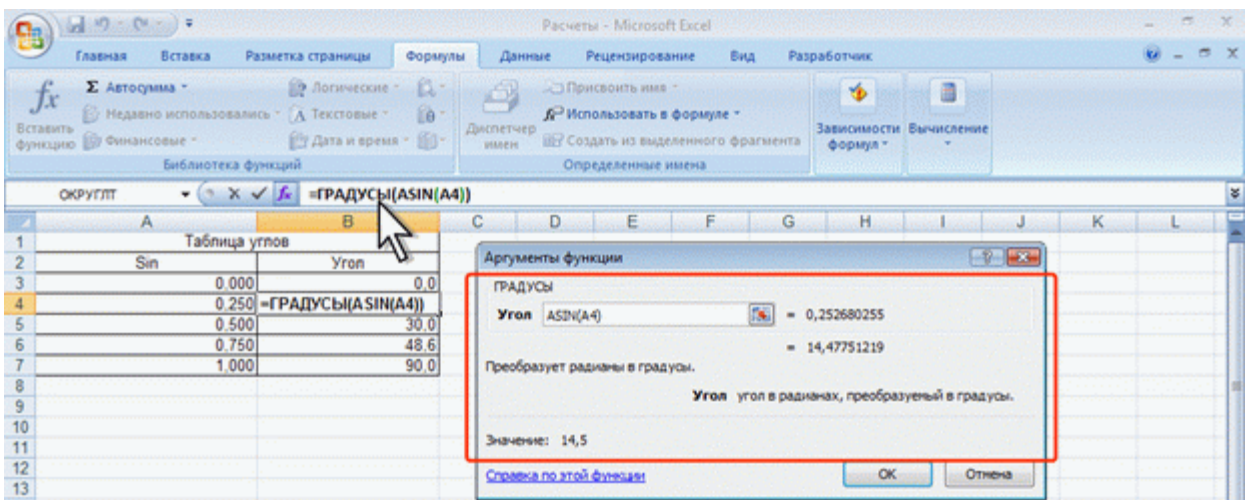 Расчеты - Microsoft Excel
Главная Вставка Разметка страницы Формулы Данные Рецензирование Вид Разработчик
fx
Вставить функцию
Σ Автосумма
Недавно использовались
Финансовые
Логические
Текстовые
Дата и время
Библиотека функций
Диспетчер имен
Присвоить имя
Использовать в формуле
Создать из выделенного фрагмента
Определенные имена
Зависимости формул
Вычисление
ОКРУГЛТ fx =ГРАДУСЫ(ASIN(A4))
A B C D E F G H I J K L
1 Таблица углов
2 Sin Угол
3 0,000 0,0
4 0,250 =ГРАДУСЫ(ASIN(A4))
5 0,500 30,0
6 0,750 48,6
7 1,000 90,0
8
9
10
11
12
13
Аргументы функции
ГРАДУСЫ
Угол ASIN(A4) = 0,252680255
= 14,47751219
Преобразует радианы в градусы.
Угол угол в радианах, преобразуемый в градусы.
Значение: 14,5
Справка по этой функции OK Отмена